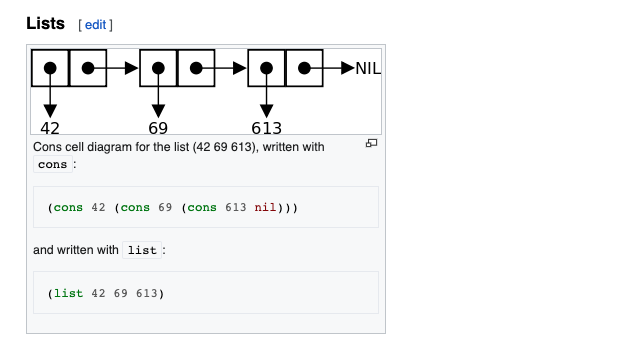 Lists [ edit ]
NIL
42 69 613
Cons cell diagram for the list (42 69 613), written with
cons :
(cons 42 (cons 69 (cons 613 nil)))
and written with list :
(list 42 69 613)